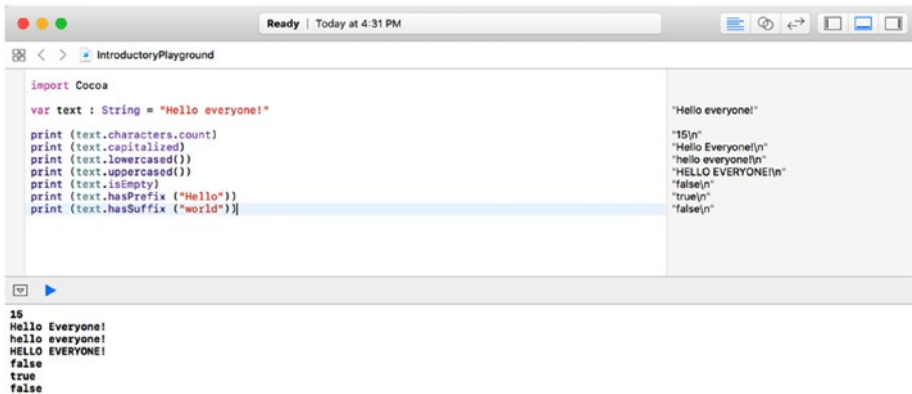 Ready | Today at 4:31 PM
IntroductoryPlayground
import Cocoa
var text : String = "Hello everyone!"
"Hello everyone!"
print (text.characters.count)
"15\n"
print (text.capitalized)
"Hello Everyone!\n"
print (text.lowercased())
"hello everyone!\n"
print (text.uppercased())
"HELLO EVERYONE!\n"
print (text.isEmpty)
"false\n"
print (text.hasPrefix ("Hello"))
"true\n"
print (text.hasSuffix ("world"))
"false\n"
15
Hello Everyone!
hello everyone!
HELLO EVERYONE!
false
true
false